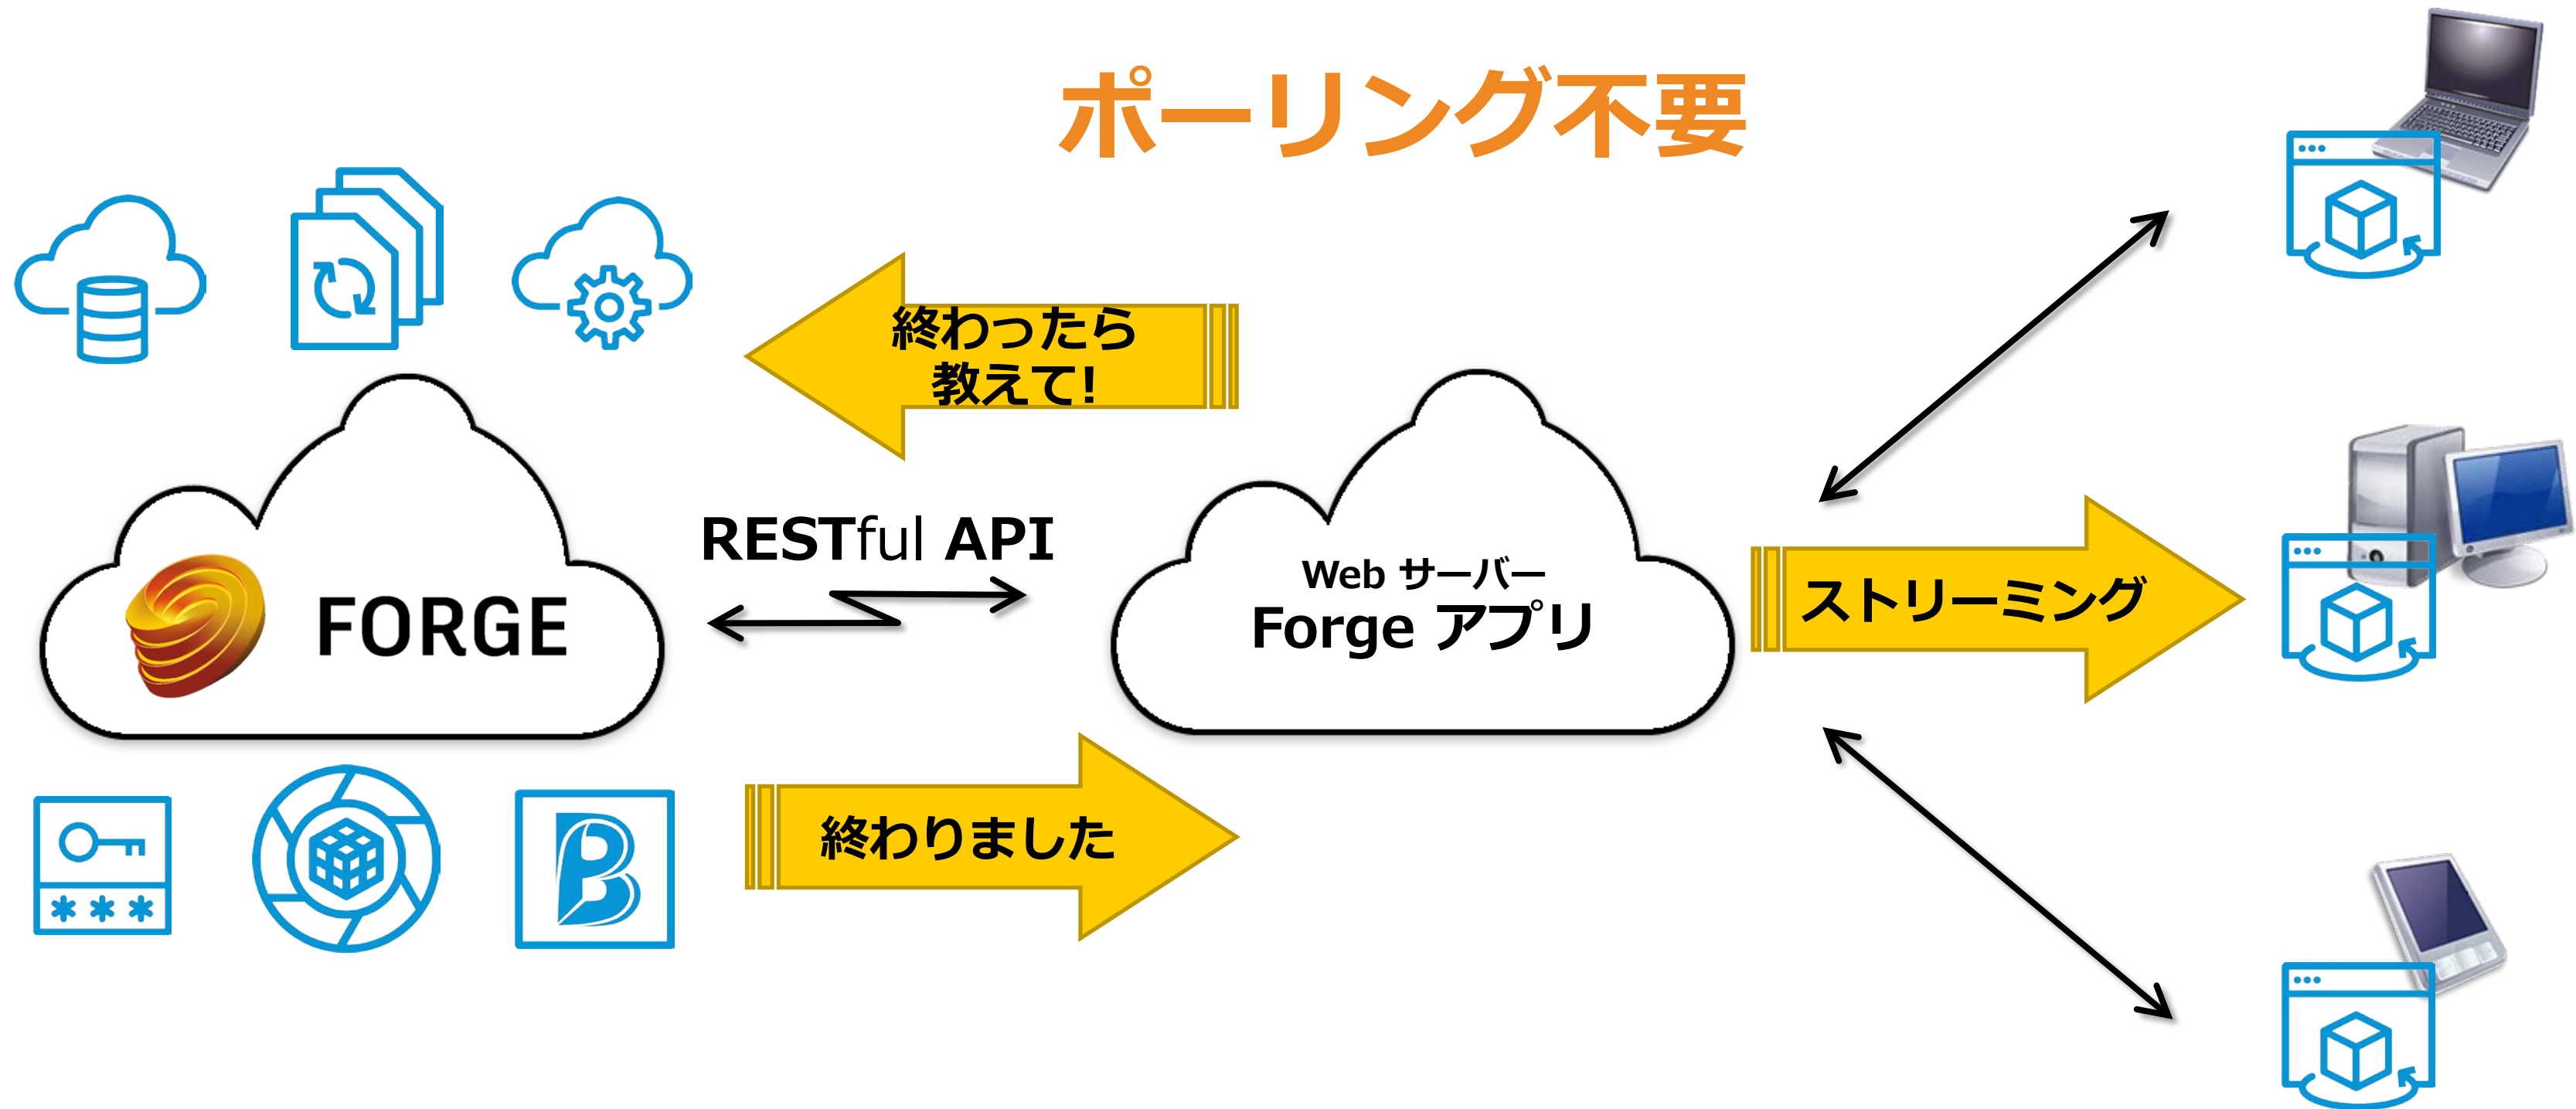 ポーリング不要
終わったら
教えて!
RESTful API
FORGE
Web サーバー
Forge アプリ
ストリーミング
終わりました
***
B